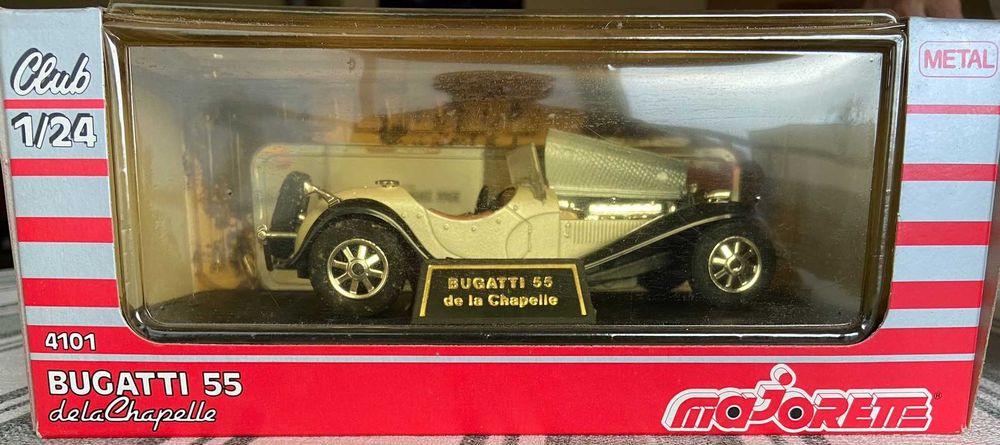 Club
1/24
METAL
BUGATTI 55
de la Chapelle
4101
BUGATTI 55
de la Chapelle
MAJORETTE ®